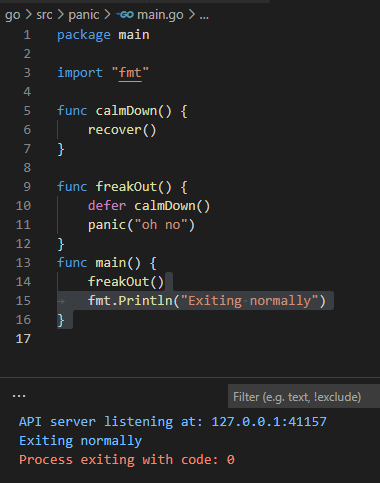 go > src > panic > GO main.go > ...
1 package main
2
3 import "fmt"
4
5 func calmDown() {
6 recover()
7 }
8
9 func freakOut() {
10 defer calmDown()
11 panic("oh no")
12 }
13 func main() {
14 freakOut()
15 fmt.Println("Exiting normally")
16 }
17
... Filter (e.g. text, !exclude)
API server listening at: 127.0.0.1:41157
Exiting normally
Process exiting with code: 0